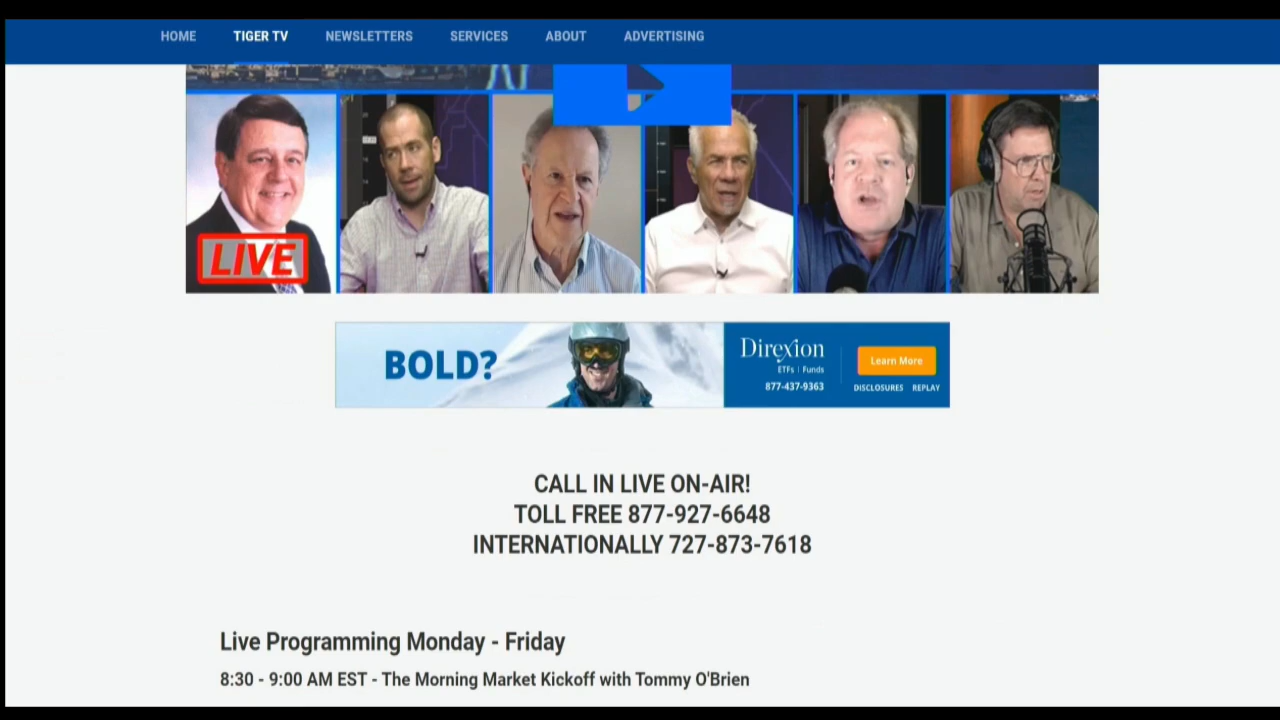 HOME TIGER TV NEWSLETTERS SERVICES ABOUT ADVERTISING
LIVE
BOLD?
Direxion
ETFs | Funds
877-437-9363
Learn More
DISCLOSURES REPLAY
CALL IN LIVE ON-AIR!
TOLL FREE 877-927-6648
INTERNATIONALLY 727-873-7618
Live Programming Monday - Friday
8:30 - 9:00 AM EST - The Morning Market Kickoff with Tommy O'Brien